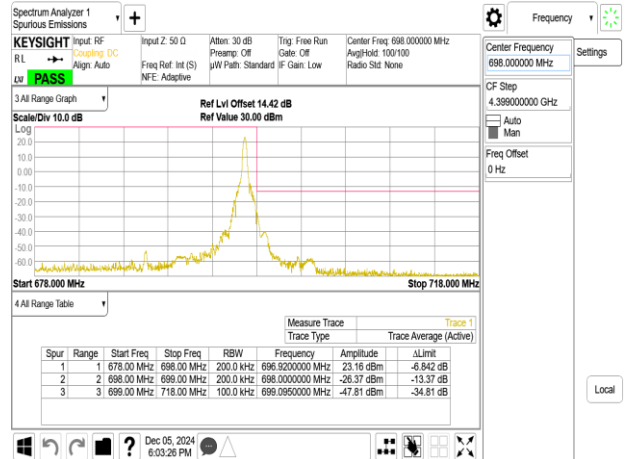 Spectrum Analyzer 1
Spurious Emissions
Frequency
KEYSIGHT
RL
LXI PASS
Input: RF
Coupling: DC
Align: Auto
Input Z: 50 Ω
Freq Ref: Int (S)
NFE: Adaptive
Atten: 30 dB
Preamp: Off
µW Path: Standard
Trig: Free Run
Gate: Off
IF Gain: Low
Center Freq: 698.000000 MHz
Avg|Hold: 100/100
Radio Std: None
Center Frequency
698.000000 MHz
Settings
CF Step
4.399000000 GHz
Auto
Man
Freq Offset
0 Hz
Local
3 All Range Graph
Scale/Div 10.0 dB
Ref Lvl Offset 14.42 dB
Ref Value 30.00 dBm
Log
20.0
10.0
0.00
-10.0
-20.0
-30.0
-40.0
-50.0
-60.0
Start 678.000 MHz
Stop 718.000 MHz
4 All Range Table
Measure Trace Trace 1
Trace Type Trace Average (Active)
Spur Range Start Freq Stop Freq RBW Frequency Amplitude ΔLimit
1 1 678.00 MHz 698.00 MHz 200.0 kHz 696.9200000 MHz 23.16 dBm -6.842 dB
2 2 698.00 MHz 699.00 MHz 200.0 kHz 698.0000000 MHz -26.37 dBm -13.37 dB
3 3 699.00 MHz 718.00 MHz 100.0 kHz 699.0950000 MHz -47.81 dBm -34.81 dB
?
Dec 05, 2024
6:03:26 PM